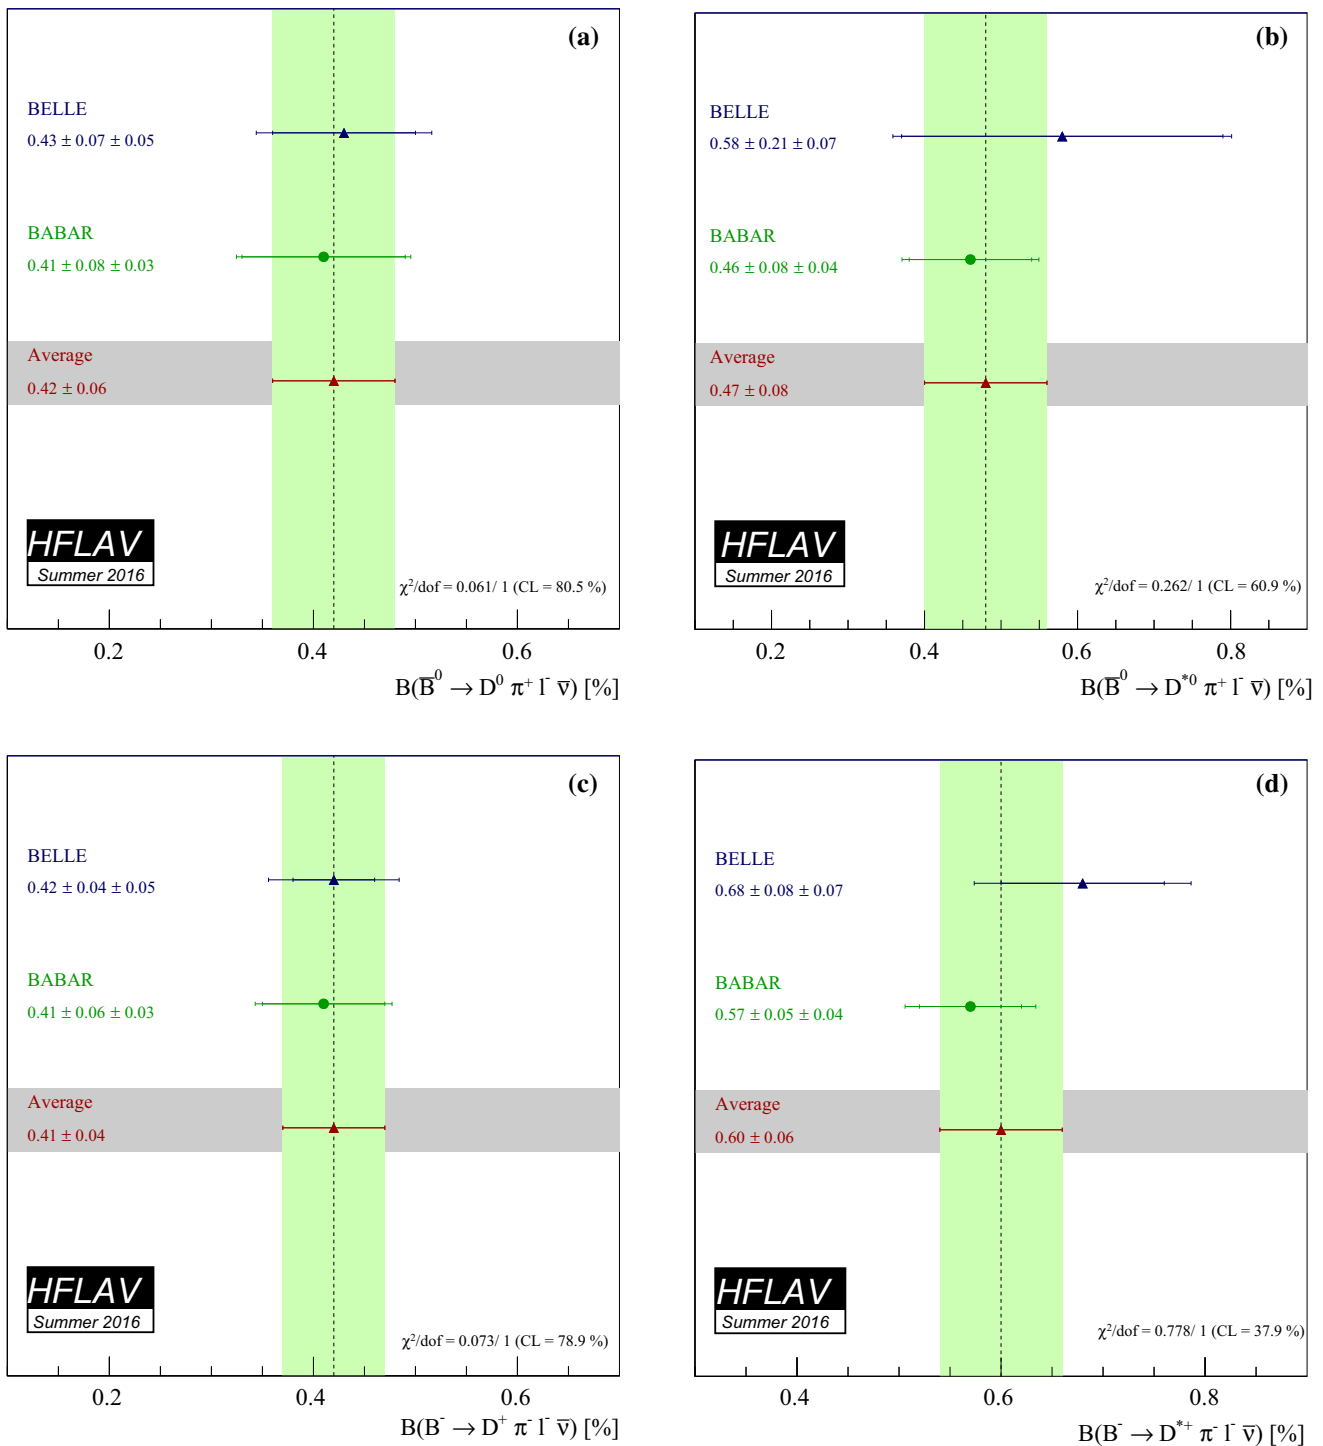 (a)
BELLE
0.43 ± 0.07 ± 0.05
BABAR
0.41 ± 0.08 ± 0.03
Average
0.42 ± 0.06
HFLAV
Summer 2016
χ²/dof = 0.061/ 1 (CL = 80.5 %)
0.2 0.4 0.6
B(B̅⁰ → D⁰ π⁺ l⁻ ν̅) [%]
(b)
BELLE
0.58 ± 0.21 ± 0.07
BABAR
0.46 ± 0.08 ± 0.04
Average
0.47 ± 0.08
HFLAV
Summer 2016
χ²/dof = 0.262/ 1 (CL = 60.9 %)
0.2 0.4 0.6 0.8
B(B̅⁰ → D*⁰ π⁺ l⁻ ν̅) [%]
(c)
BELLE
0.42 ± 0.04 ± 0.05
BABAR
0.41 ± 0.06 ± 0.03
Average
0.41 ± 0.04
HFLAV
Summer 2016
χ²/dof = 0.073/ 1 (CL = 78.9 %)
0.2 0.4 0.6
B(B⁻ → D⁺ π⁻ l⁻ ν̅) [%]
(d)
BELLE
0.68 ± 0.08 ± 0.07
BABAR
0.57 ± 0.05 ± 0.04
Average
0.60 ± 0.06
HFLAV
Summer 2016
χ²/dof = 0.778/ 1 (CL = 37.9 %)
0.4 0.6 0.8
B(B⁻ → D*⁺ π⁻ l⁻ ν̅) [%]